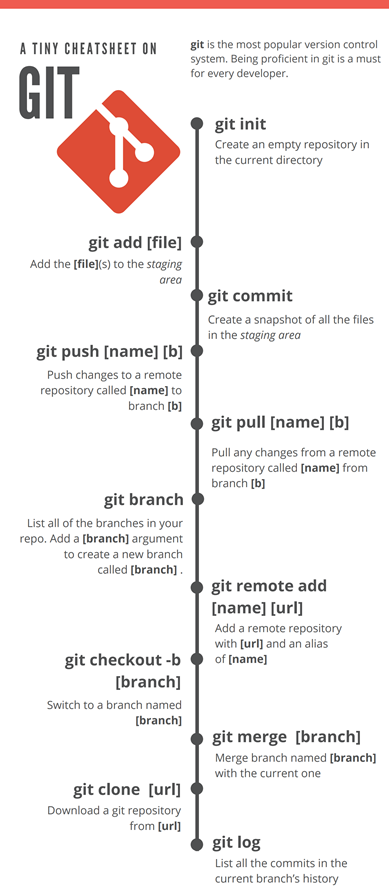 A TINY CHEATSHEET ON
GIT
git is the most popular version control
system. Being proficient in git is a must
for every developer.
git init
Create an empty repository in
the current directory
git add [file]
Add the [file](s) to the staging
area
git commit
Create a snapshot of all the files
in the staging area
git push [name] [b]
Push changes to a remote
repository called [name] to
branch [b]
git pull [name] [b]
Pull any changes from a remote
repository called [name] from
branch [b]
git branch
List all of the branches in your
repo. Add a [branch] argument
to create a new branch
called [branch] .
git remote add
[name] [url]
Add a remote repository
with [url] and an alias
of [name]
git checkout -b
[branch]
Switch to a branch named
[branch]
git merge [branch]
Merge branch named [branch]
with the current one
git clone [url]
Download a git repository
from [url]
git log
List all the commits in the
current branch’s history